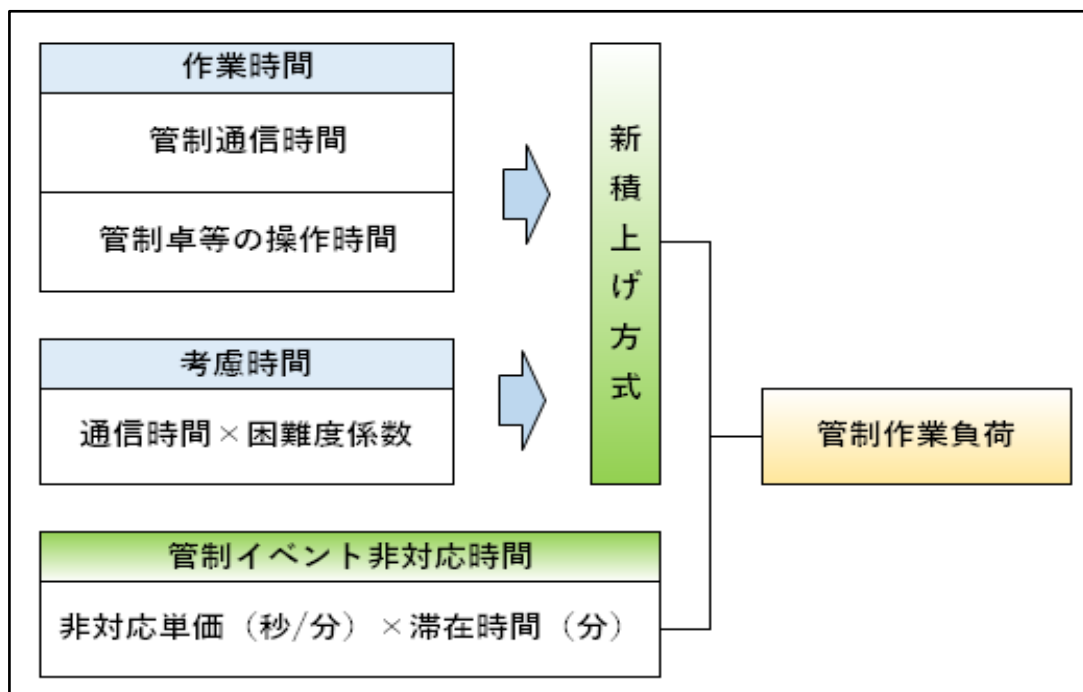 作業時間
管制通信時間
管制卓等の操作時間
考慮時間
通信時間×困難度係数
新積上げ方式
管制イベント非対応時間
非対応単価（秒/分）×滞在時間（分）
管制作業負荷